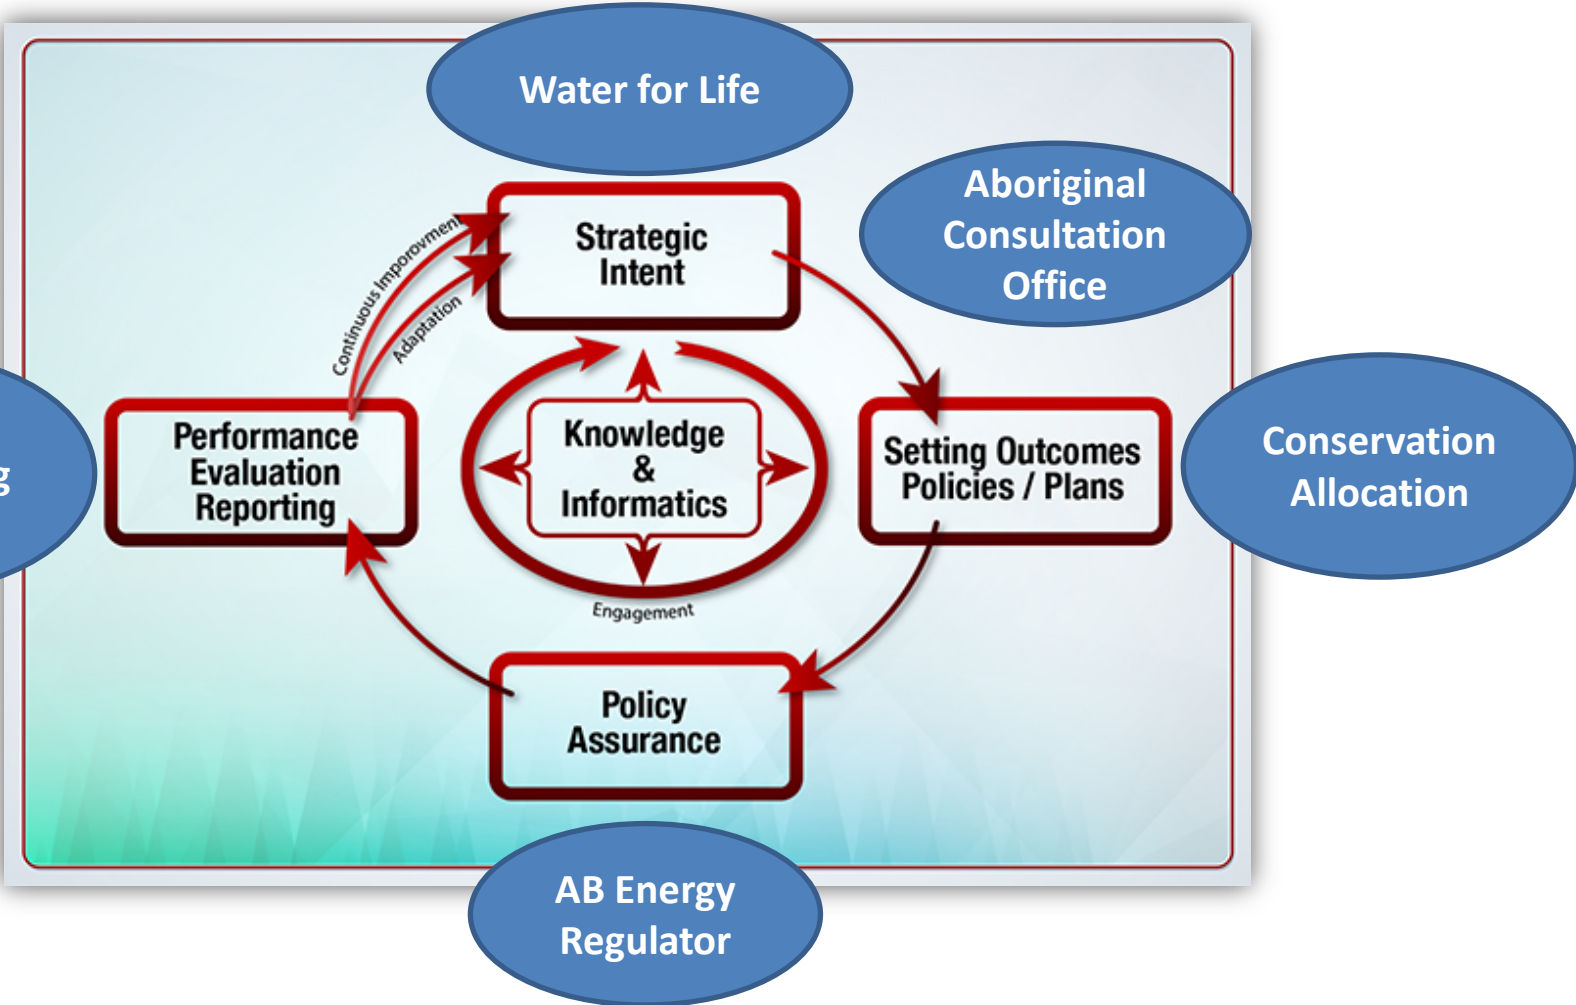 Water for Life
Aboriginal
Consultation
Office
Strategic
Intent
Continuous Imporovment
Adaptation
Performance
Evaluation
Reporting
Knowledge
&
Informatics
Setting Outcomes
Policies / Plans
Conservation
Allocation
Engagement
Policy
Assurance
AB Energy
Regulator